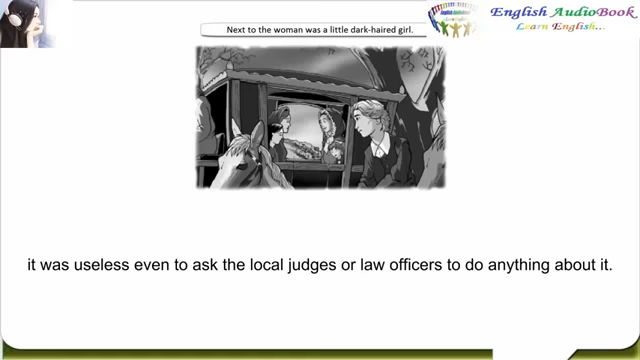 Next to the woman was a little dark-haired girl.
English AudioBook
Learn English...
it was useless even to ask the local judges or law officers to do anything about it.